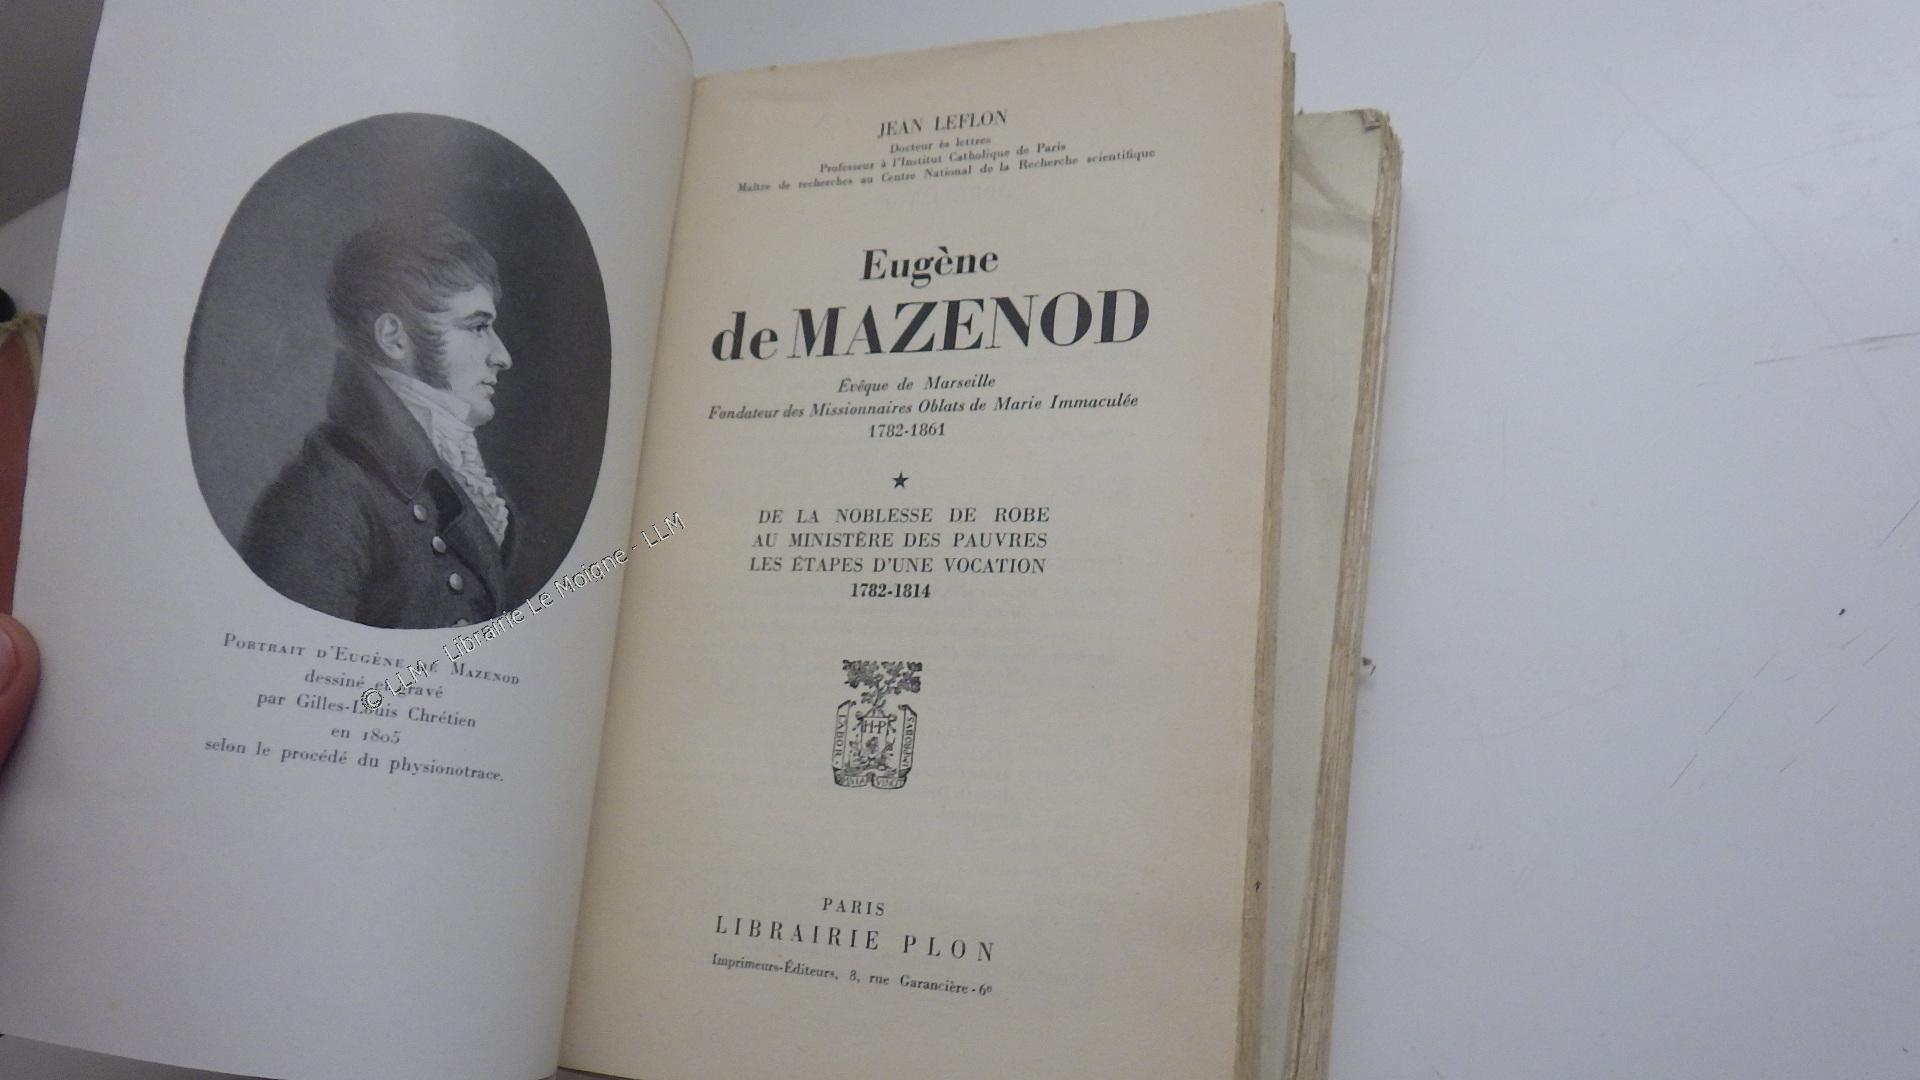 PORTRAIT D'EUGÈNE DE MAZENOD
dessiné et gravé
par Gilles-Louis Chrétien
en 1805
selon le procédé du physionotrace.
© LLM - Librairie Le Moigne - LLM
JEAN LEFLON
Docteur ès lettres
Professeur à l'Institut Catholique de Paris
Maître de recherches au Centre National de la Recherche scientifique
Eugène
de MAZENOD
Évêque de Marseille
Fondateur des Missionnaires Oblats de Marie Immaculée
1782-1861
★
DE LA NOBLESSE DE ROBE
AU MINISTÈRE DES PAUVRES
LES ÉTAPES D'UNE VOCATION
1782-1814
LABOR
H-P
IMPROBUS
PARIS
LIBRAIRIE PLON
Imprimeurs-Éditeurs, 8, rue Garancière - 6e